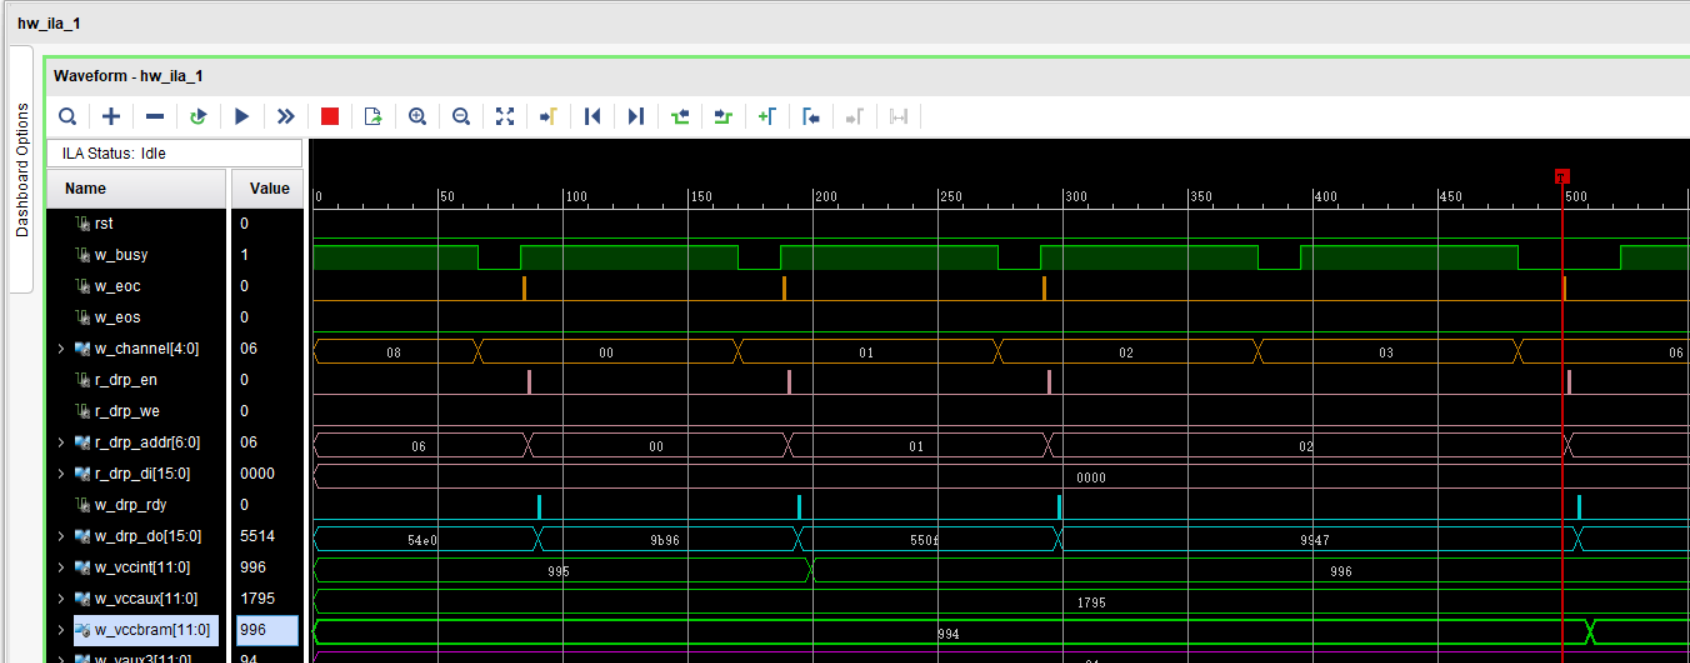 hw_ila_1
Dashboard Options
Waveform - hw_ila_1
ILA Status: Idle
Name Value
0 50 100 150 200 250 300 350 400 450 500
rst 0
w_busy 1
w_eoc 0
w_eos 0
w_channel[4:0] 06 08 00 01 02 03 06
r_drp_en 0
r_drp_we 0
r_drp_addr[6:0] 06 06 00 01 02
r_drp_di[15:0] 0000 0000
w_drp_rdy 0
w_drp_do[15:0] 5514 54e0 9b96 550f 9947
w_vccint[11:0] 996 995 996
w_vccaux[11:0] 1795 1795
w_vccbram[11:0] 996 994
w_vaux3[11:0] 94 94